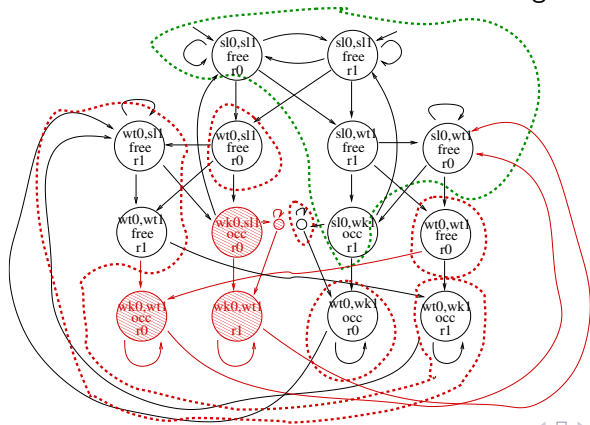 sl0,sl1
free
r0
sl0,sl1
free
r1
wt0,sl1
free
r1
wt0,sl1
free
r0
sl0,wt1
free
r1
sl0,wt1
free
r0
wt0,wt1
free
r1
wk0,sl1
occ
r0
sl0,wk1
occ
r1
wt0,wt1
free
r0
wk0,wt1
occ
r0
wk0,wt1
r1
wt0,wk1
occ
r0
wt0,wk1
occ
r1